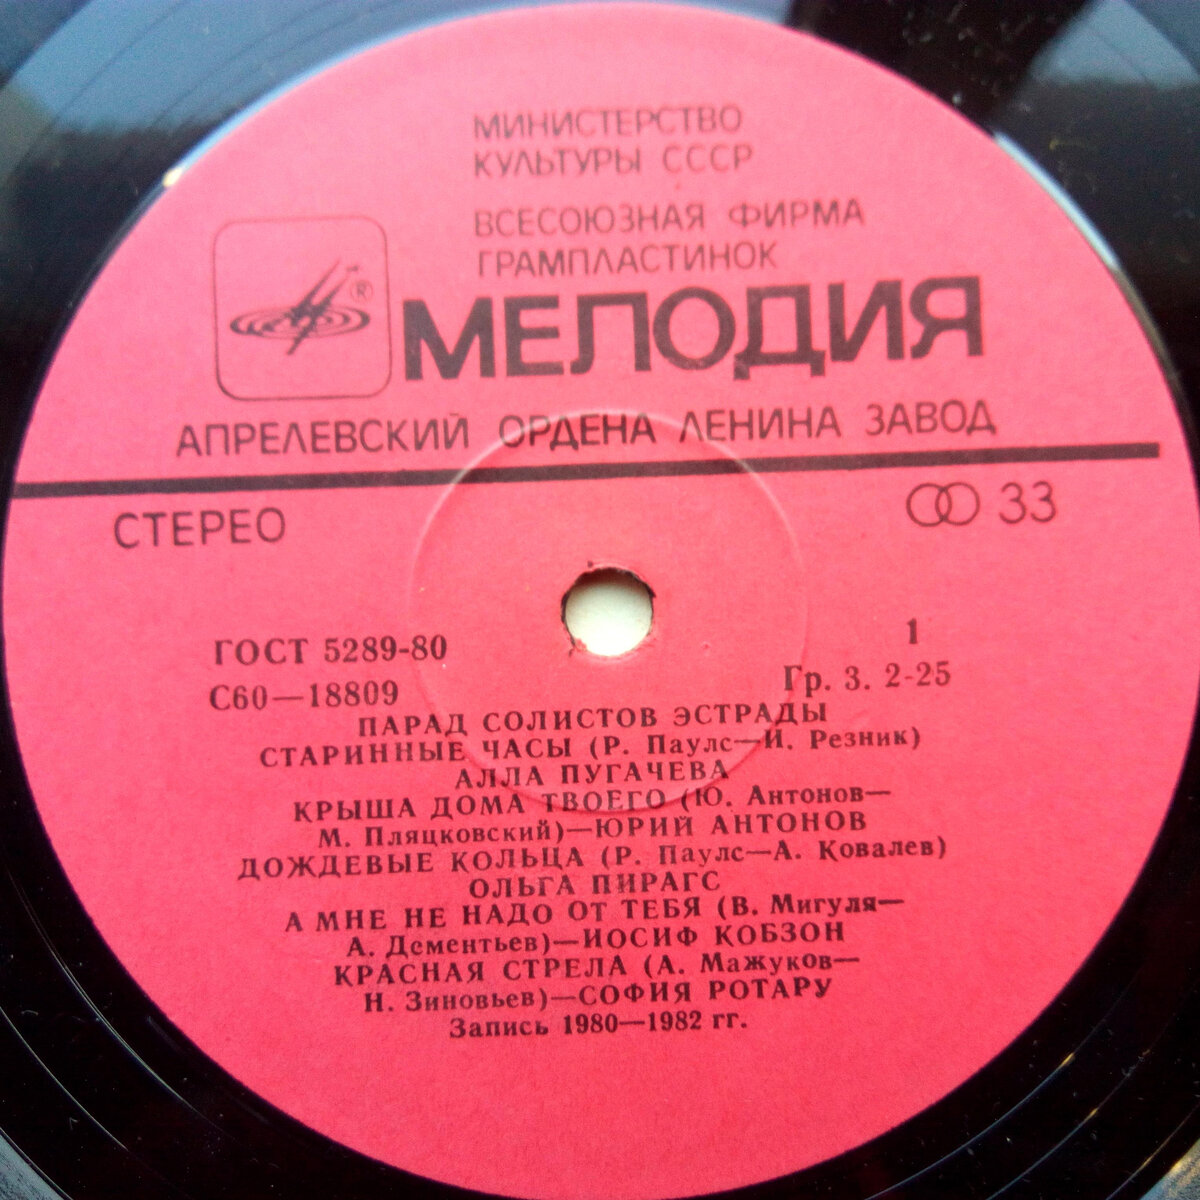 МИНИСТЕРСТВО
КУЛЬТУРЫ СССР
ВСЕСОЮЗНАЯ ФИРМА
ГРАМПЛАСТИНОК
®
МЕЛОДИЯ
АПРЕЛЕВСКИЙ ОРДЕНА ЛЕНИНА ЗАВОД
СТЕРЕО
33
ГОСТ 5289-80
1
С60—18809
Гр. 3. 2-25
ПАРАД СОЛИСТОВ ЭСТРАДЫ
СТАРИННЫЕ ЧАСЫ (Р. Паулс—И. Резник)
АЛЛА ПУГАЧЕВА
КРЫША ДОМА ТВОЕГО (Ю. Антонов—
М. Пляцковский)—ЮРИЙ АНТОНОВ
ДОЖДЕВЫЕ КОЛЬЦА (Р. Паулс—А. Ковалев)
ОЛЬГА ПИРАГС
А МНЕ НЕ НАДО ОТ ТЕБЯ (В. Мигуля—
А. Дементьев)—ИОСИФ КОБЗОН
КРАСНАЯ СТРЕЛА (А. Мажуков—
Н. Зиновьев)—СОФИЯ РОТАРУ
Запись 1980—1982 гг.